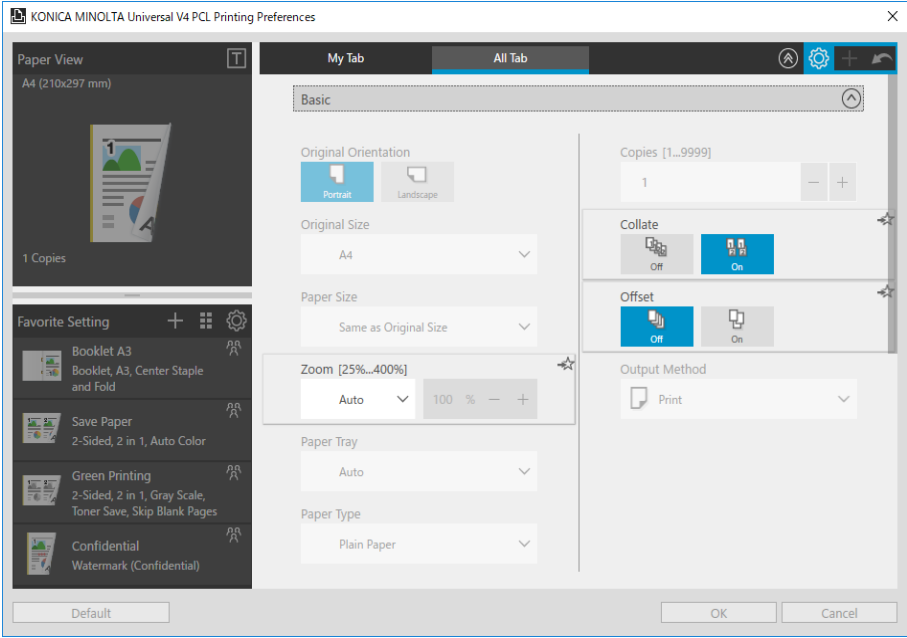 KONICA MINOLTA Universal V4 PCL Printing Preferences
Paper View
T
A4 (210x297 mm)
1
A
1 Copies
Favorite Setting
Booklet A3
Booklet, A3, Center Staple
and Fold
Save Paper
2-Sided, 2 in 1, Auto Color
Green Printing
2-Sided, 2 in 1, Gray Scale,
Toner Save, Skip Blank Pages
Confidential
Watermark (Confidential)
My Tab
All Tab
Basic
Original Orientation
Portrait
Landscape
Original Size
A4
Paper Size
Same as Original Size
Zoom [25%...400%]
Auto
100 %
Paper Tray
Auto
Paper Type
Plain Paper
Copies [1...9999]
1
Collate
Off
On
Offset
Off
On
Output Method
Print
Default
OK
Cancel